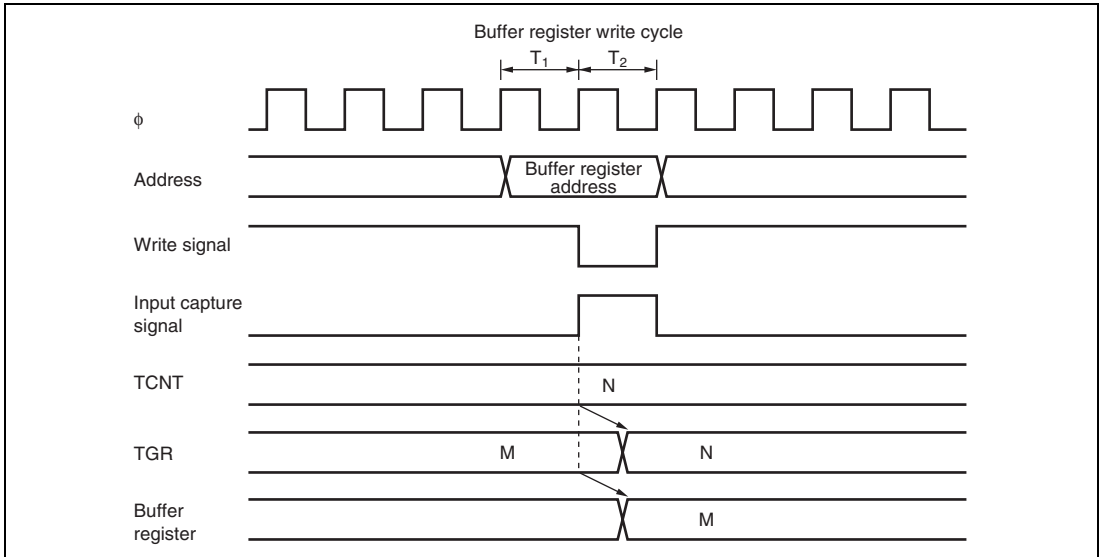 Buffer register write cycle
T₁ T₂
ϕ
Address
Buffer register
address
Write signal
Input capture
signal
TCNT
N
TGR
M
N
Buffer
register
M